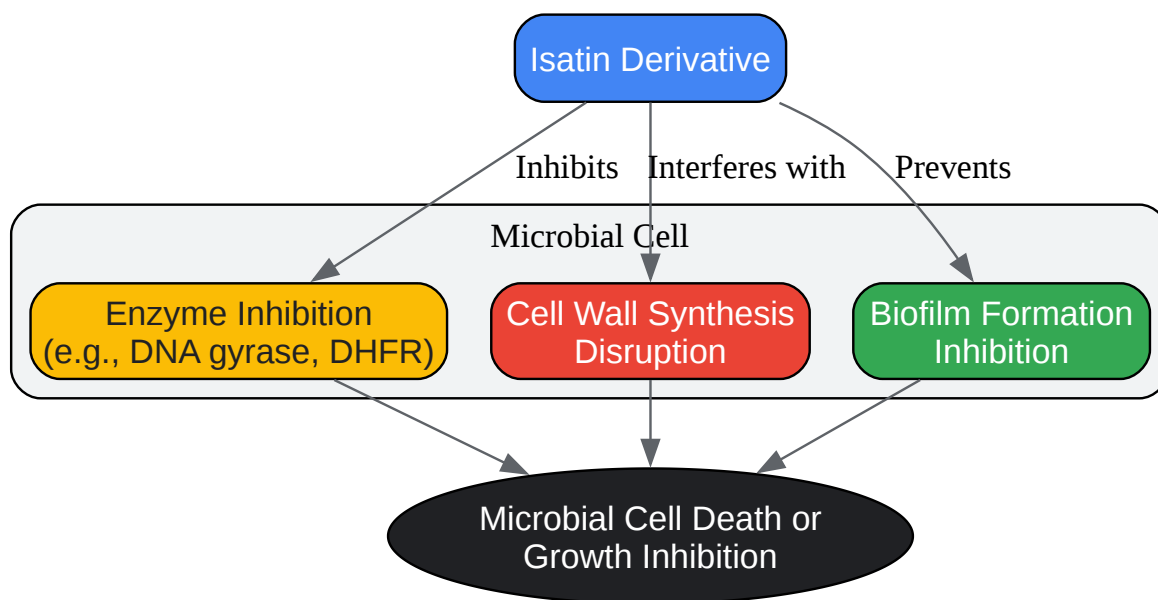 Isatin Derivative
Inhibits
Interferes with
Prevents
Microbial Cell
Enzyme Inhibition
(e.g., DNA gyrase, DHFR)
Cell Wall Synthesis
Disruption
Biofilm Formation
Inhibition
Microbial Cell Death or
Growth Inhibition